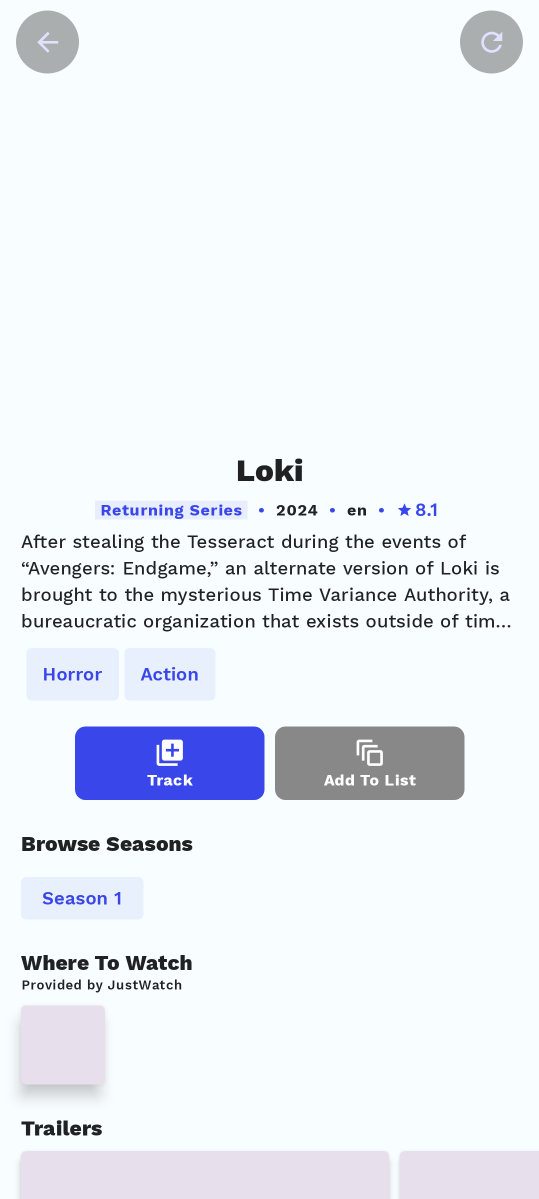 Loki
Returning Series • 2024 • en • ★ 8.1
After stealing the Tesseract during the events of
“Avengers: Endgame,” an alternate version of Loki is
brought to the mysterious Time Variance Authority, a
bureaucratic organization that exists outside of tim...
Horror Action
Track Add To List
Browse Seasons
Season 1
Where To Watch
Provided by JustWatch
Trailers